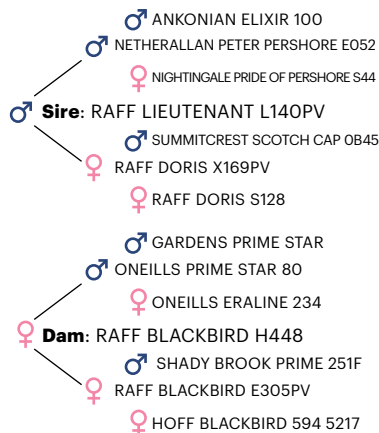 ANKONIAN ELIXIR 100
NETHERALLAN PETER PERSHORE E052
NIGHTINGALE PRIDE OF PERSHORE S44
Sire: RAFF LIEUTENANT L140PV
SUMMITCREST SCOTCH CAP 0B45
RAFF DORIS X169PV
RAFF DORIS S128
GARDENS PRIME STAR
ONEILLS PRIME STAR 80
ONEILLS ERALINE 234
Dam: RAFF BLACKBIRD H448
SHADY BROOK PRIME 251F
RAFF BLACKBIRD E305PV
HOFF BLACKBIRD 594 5217